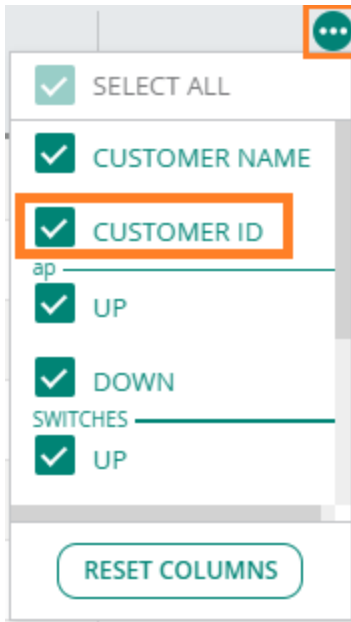 SELECT ALL
CUSTOMER NAME
CUSTOMER ID
ap
UP
DOWN
SWITCHES
UP
RESET COLUMNS